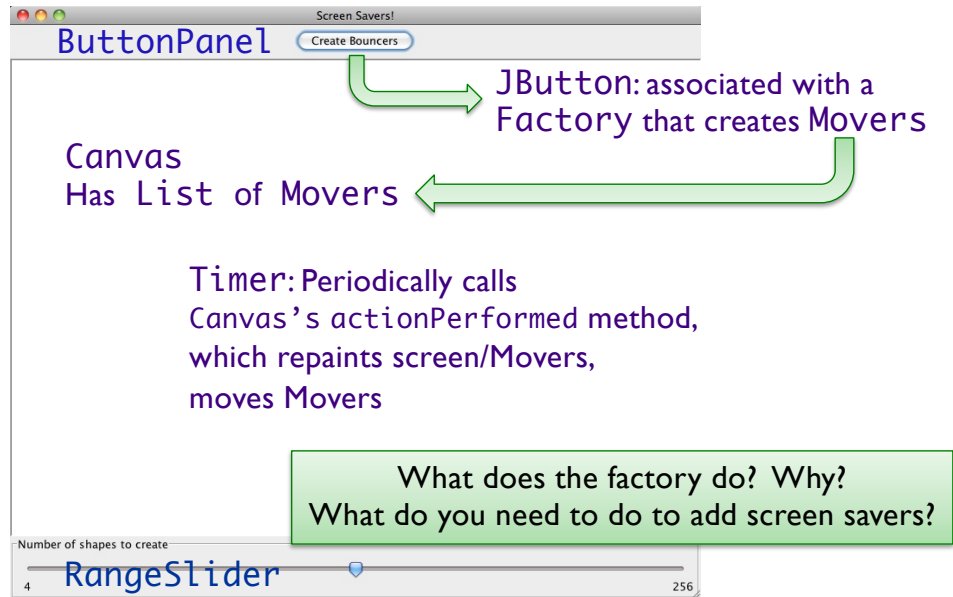 Screen Savers!
ButtonPanel
Create Bouncers
JButton: associated with a
Factory that creates Movers
Canvas
Has List of Movers
Timer: Periodically calls
Canvas’s actionPerformed method,
which repaints screen/Movers,
moves Movers
What does the factory do? Why?
What do you need to do to add screen savers?
Number of shapes to create
RangeSlider
4
256